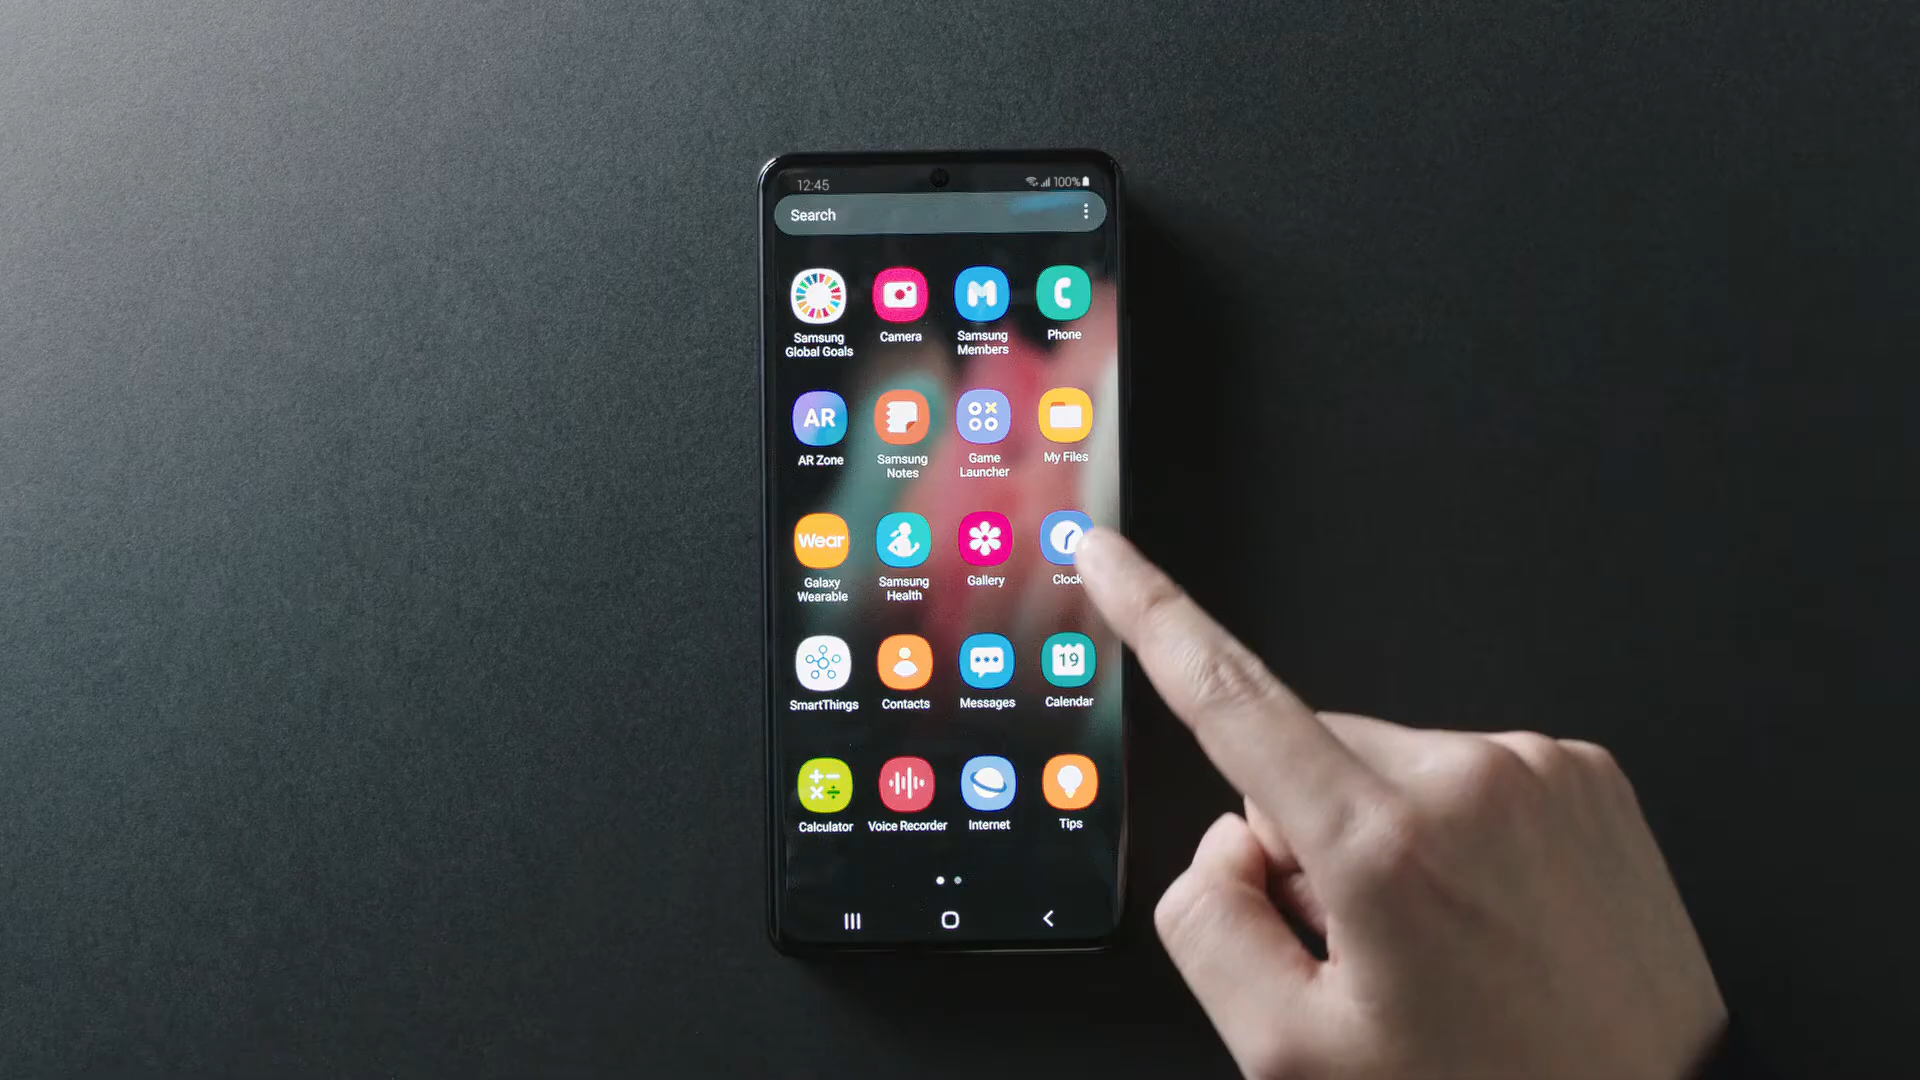 12:45
100%
Search
Samsung Global Goals
Camera
Samsung Members
Phone
AR
AR Zone
Samsung Notes
Game Launcher
My Files
Wear
Galaxy Wearable
Samsung Health
Gallery
Clock
19
SmartThings
Contacts
Messages
Calendar
Calculator
Voice Recorder
Internet
Tips